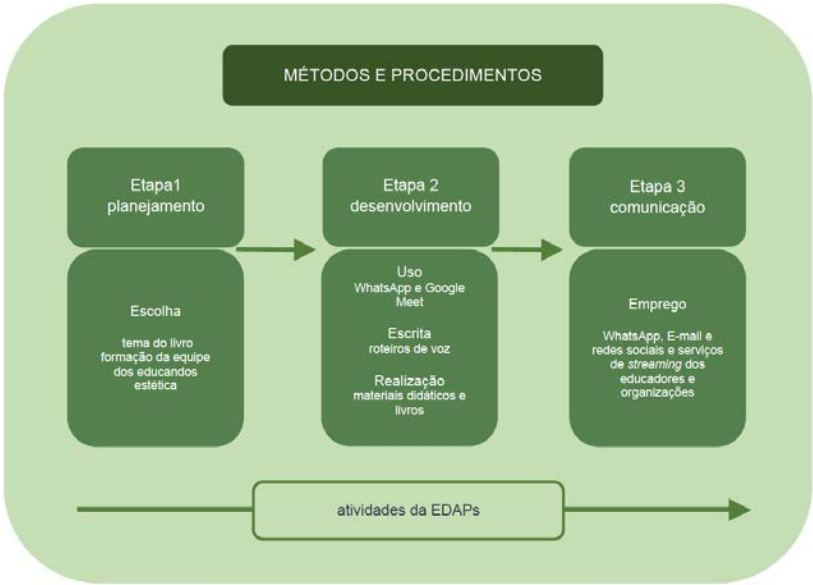 MÉTODOS E PROCEDIMENTOS
Etapa1
planejamento
Escolha
tema do livro
formação da equipe
dos educandos
estética
Etapa 2
desenvolvimento
Uso
WhatsApp e Google
Meet
Escrita
roteiros de voz
Realização
materiais didáticos e
livros
Etapa 3
comunicação
Emprego
WhatsApp, E-mail e
redes sociais e serviços
de streaming dos
educadores e
organizações
atividades da EDAPs